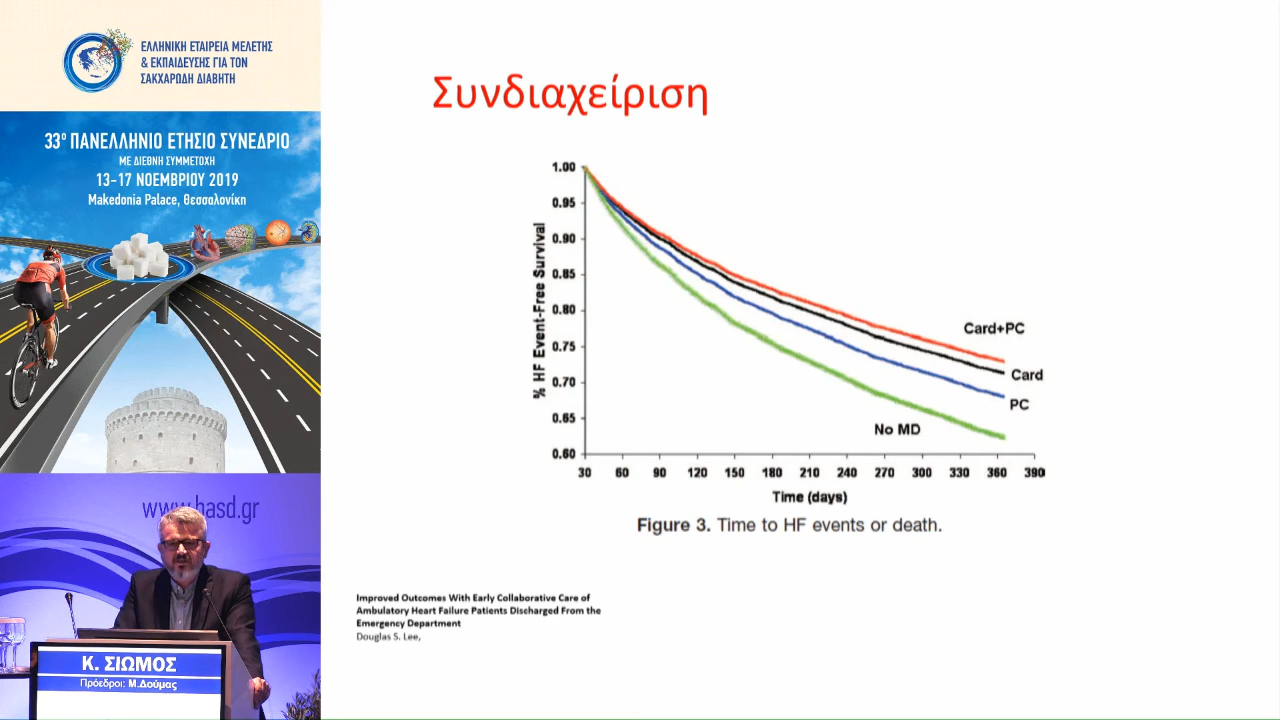 ΕΛΛΗΝΙΚΗ ΕΤΑΙΡΕΙΑ ΜΕΛΕΤΗΣ
& ΕΚΠΑΙΔΕΥΣΗΣ ΓΙΑ ΤΟΝ
ΣΑΚΧΑΡΩΔΗ ΔΙΑΒΗΤΗ
33ο ΠΑΝΕΛΛΗΝΙΟ ΕΤΗΣΙΟ ΣΥΝΕΔΡΙΟ
ΜΕ ΔΙΕΘΝΗ ΣΥΜΜΕΤΟΧΗ
13-17 ΝΟΕΜΒΡΙΟΥ 2019
Makedonia Palace, Θεσσαλονίκη
Κ. ΣΙΩΜΟΣ
Πρόεδροι: Μ.Δούμας
Συνδιαχείριση
% HF Event-Free Survival
1.00
0.95
0.90
0.85
0.80
0.75
0.70
0.65
0.60
Card+PC
Card
PC
No MD
30 60 90 120 150 180 210 240 270 300 330 360 390
Time (days)
Figure 3. Time to HF events or death.
Improved Outcomes With Early Collaborative Care of
Ambulatory Heart Failure Patients Discharged From the
Emergency Department
Douglas S. Lee,